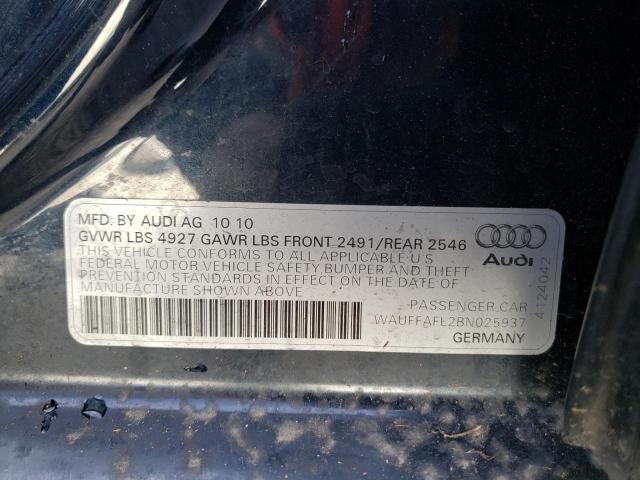 MFD. BY AUDI AG 10 10
GVWR LBS 4927 GAWR LBS FRONT 2491/REAR 2546
THIS VEHICLE CONFORMS TO ALL APPLICABLE U.S
FEDERAL MOTOR VEHICLE SAFETY BUMPER AND THEFT
PREVENTION STANDARDS IN EFFECT ON THE DATE OF
MANUFACTURE SHOWN ABOVE
Audi
4124042
PASSENGER CAR
WAUFFAFL2BN025937
GERMANY